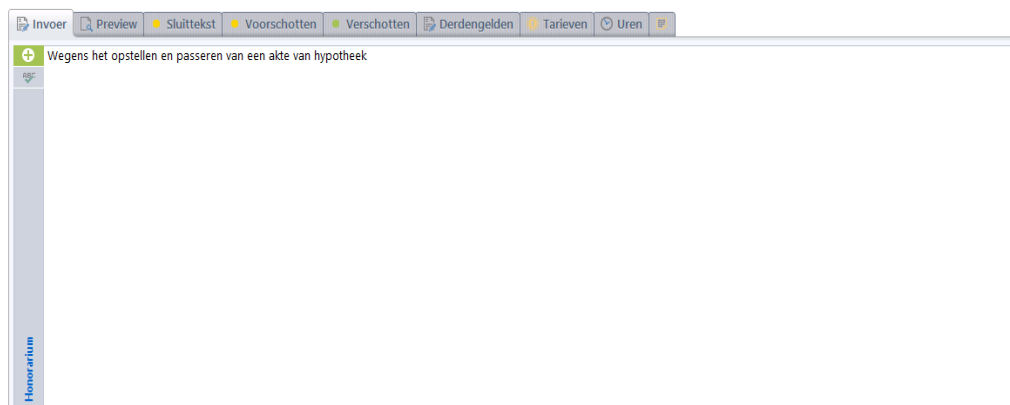 Invoer Preview Sluittekst Voorschotten Verschotten Derdengelden Tarieven Uren
Wegens het opstellen en passeren van een akte van hypotheek
ABC
Honorarium